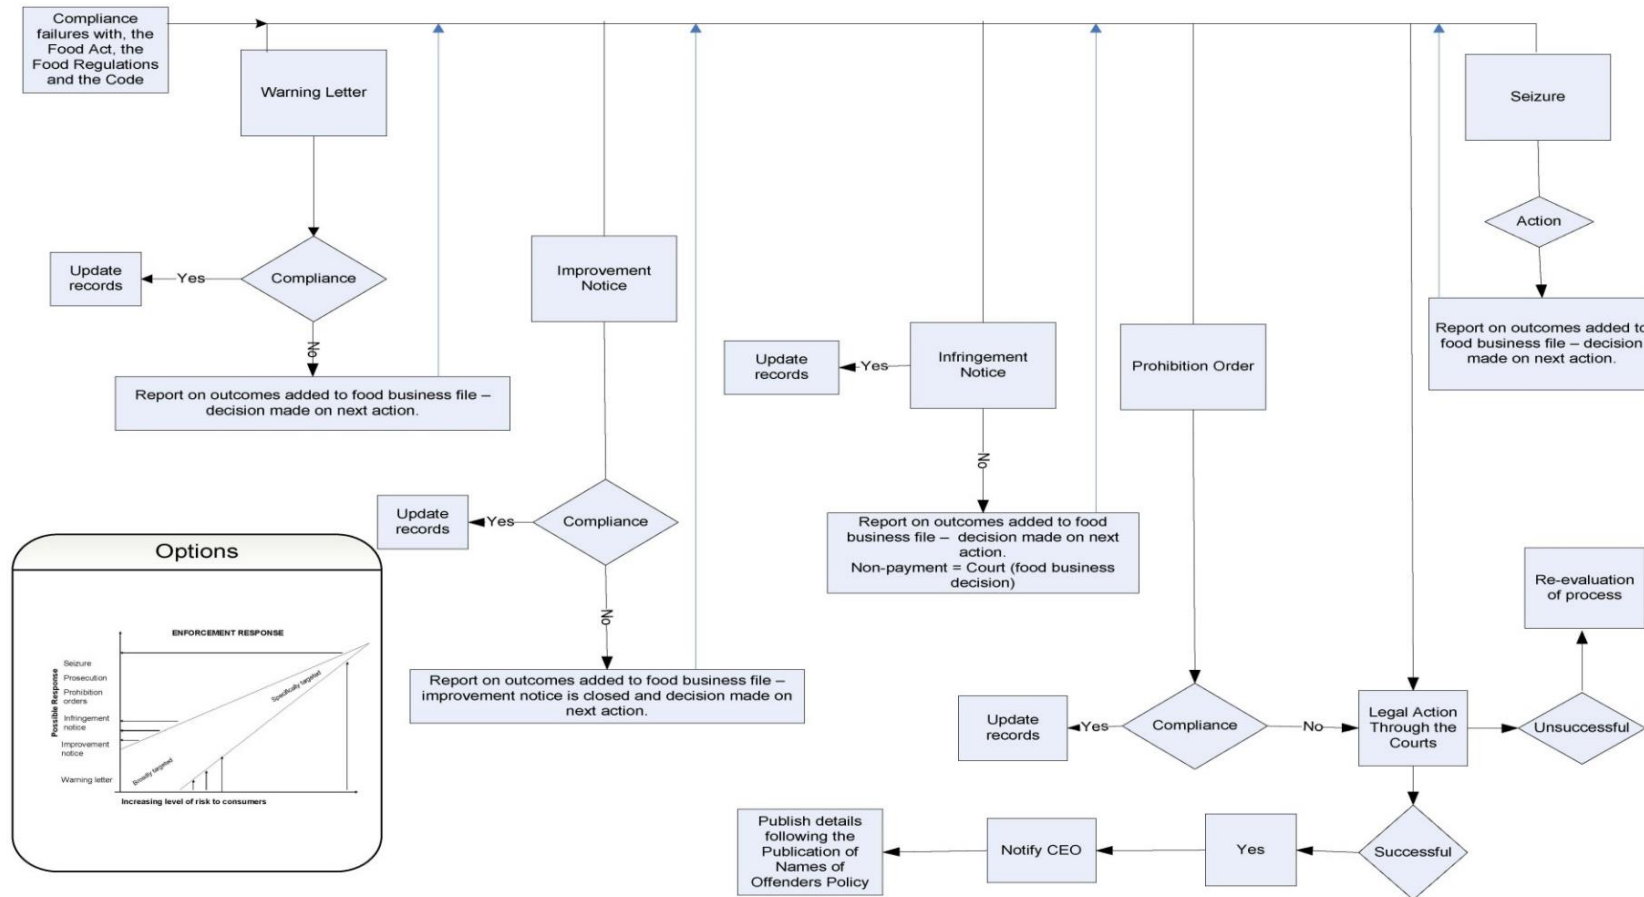 Compliance
failures with, the
Food Act, the
Food Regulations
and the Code
Warning Letter
Compliance
Yes
Update
records
No
Report on outcomes added to food business file –
decision made on next action.
Improvement
Notice
Compliance
Yes
Update
records
No
Report on outcomes added to food business file –
improvement notice is closed and decision made on
next action.
Infringement
Notice
Yes
Update
records
No
Report on outcomes added to food
business file –  decision made on next
action.
Non-payment = Court (food business
decision)
Prohibition Order
Compliance
Yes
Update
records
No
Legal Action
Through the
Courts
Unsuccessful
Re-evaluation
of process
Successful
Yes
Notify CEO
Publish details
following the
Publication of
Names of
Offenders Policy
Seizure
Action
Report on outcomes added to
food business file – decision
made on next action.
Options
ENFORCEMENT RESPONSE
Possible Response
Seizure
Prosecution
Prohibition
orders
Infringement
notice
Improvement
notice
Warning letter
Specifically targeted
Broadly targeted
Increasing level of risk to consumers